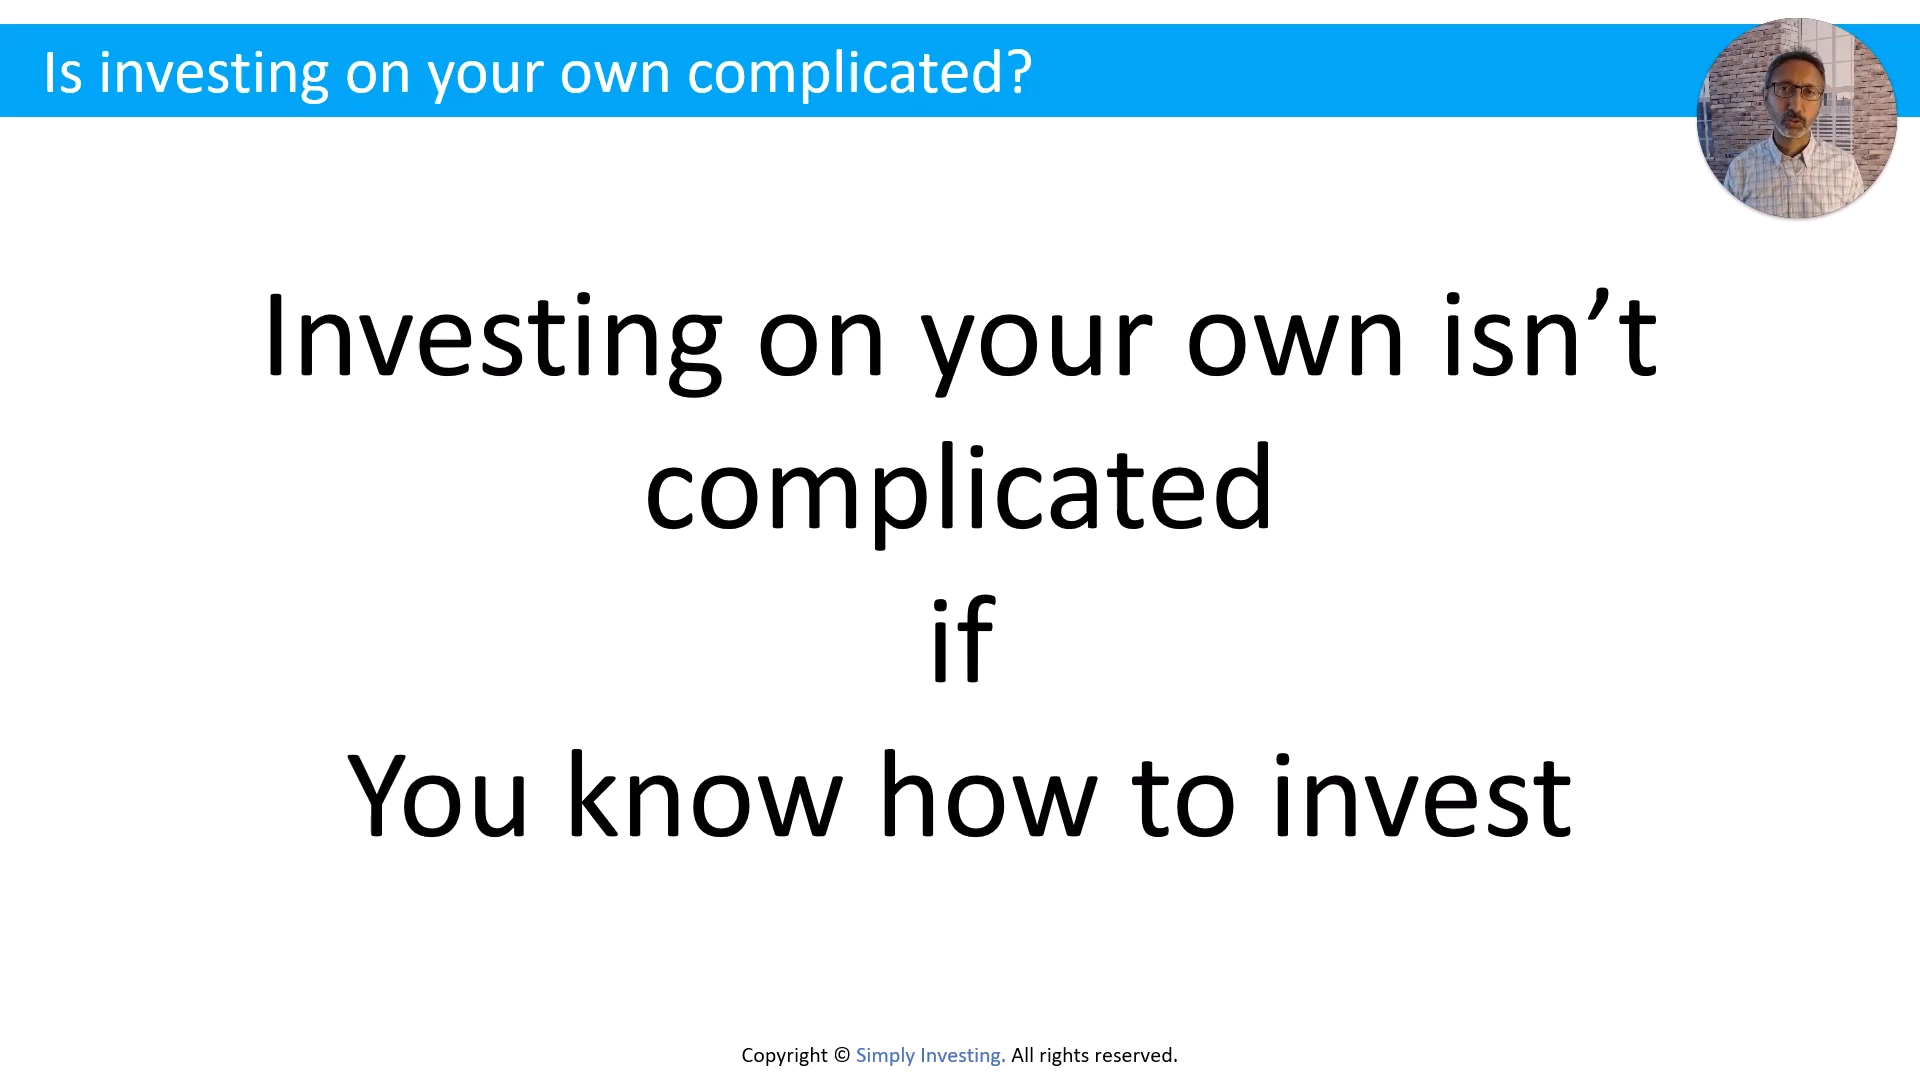 Is investing on your own complicated?
Investing on your own isn’t
complicated
if
You know how to invest
Copyright © Simply Investing. All rights reserved.